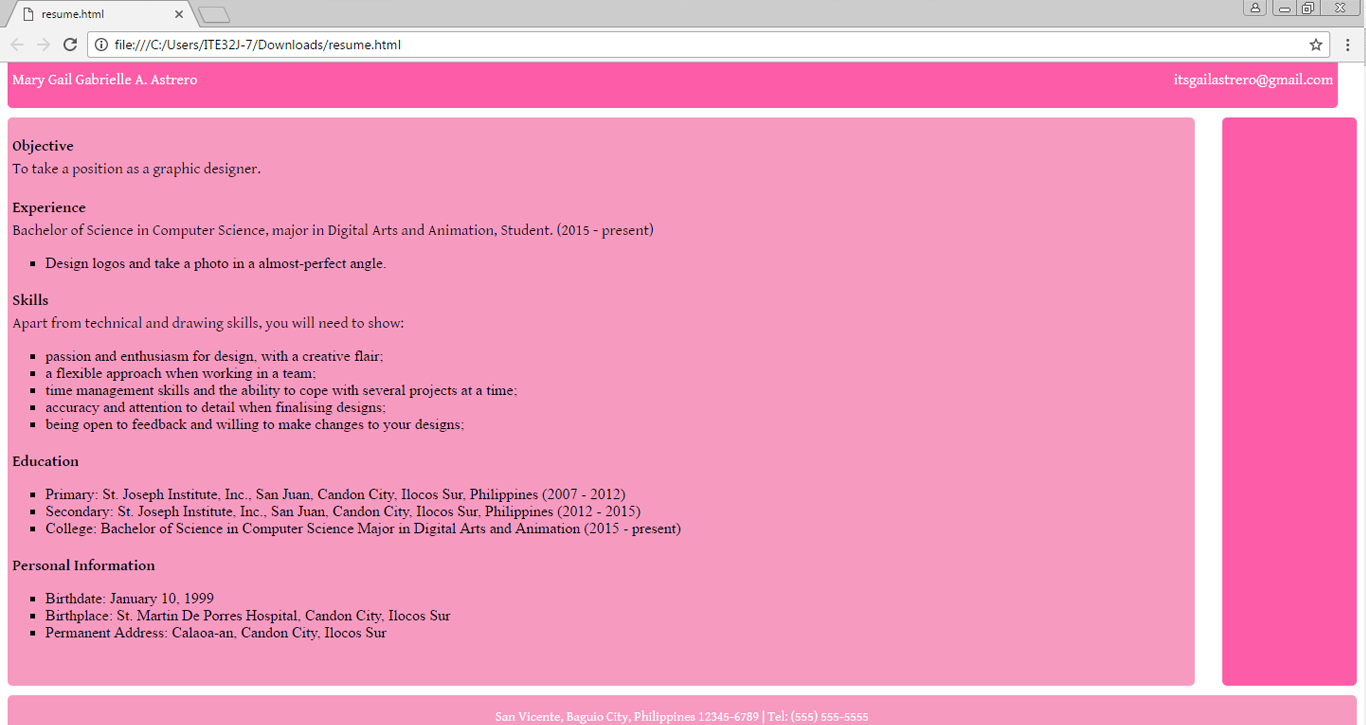 resume.html
file:///C:/Users/ITE32J-7/Downloads/resume.html
Mary Gail Gabrielle A. Astrero
itsgailastrero@gmail.com
Objective
To take a position as a graphic designer.
Experience
Bachelor of Science in Computer Science, major in Digital Arts and Animation, Student. (2015 - present)
Design logos and take a photo in a almost-perfect angle.
Skills
Apart from technical and drawing skills, you will need to show:
passion and enthusiasm for design, with a creative flair;
a flexible approach when working in a team;
time management skills and the ability to cope with several projects at a time;
accuracy and attention to detail when finalising designs;
being open to feedback and willing to make changes to your designs;
Education
Primary: St. Joseph Institute, Inc., San Juan, Candon City, Ilocos Sur, Philippines (2007 - 2012)
Secondary: St. Joseph Institute, Inc., San Juan, Candon City, Ilocos Sur, Philippines (2012 - 2015)
College: Bachelor of Science in Computer Science Major in Digital Arts and Animation (2015 - present)
Personal Information
Birthdate: January 10, 1999
Birthplace: St. Martin De Porres Hospital, Candon City, Ilocos Sur
Permanent Address: Calaoa-an, Candon City, Ilocos Sur
San Vicente, Baguio City, Philippines 12345-6789 | Tel: (555) 555-5555